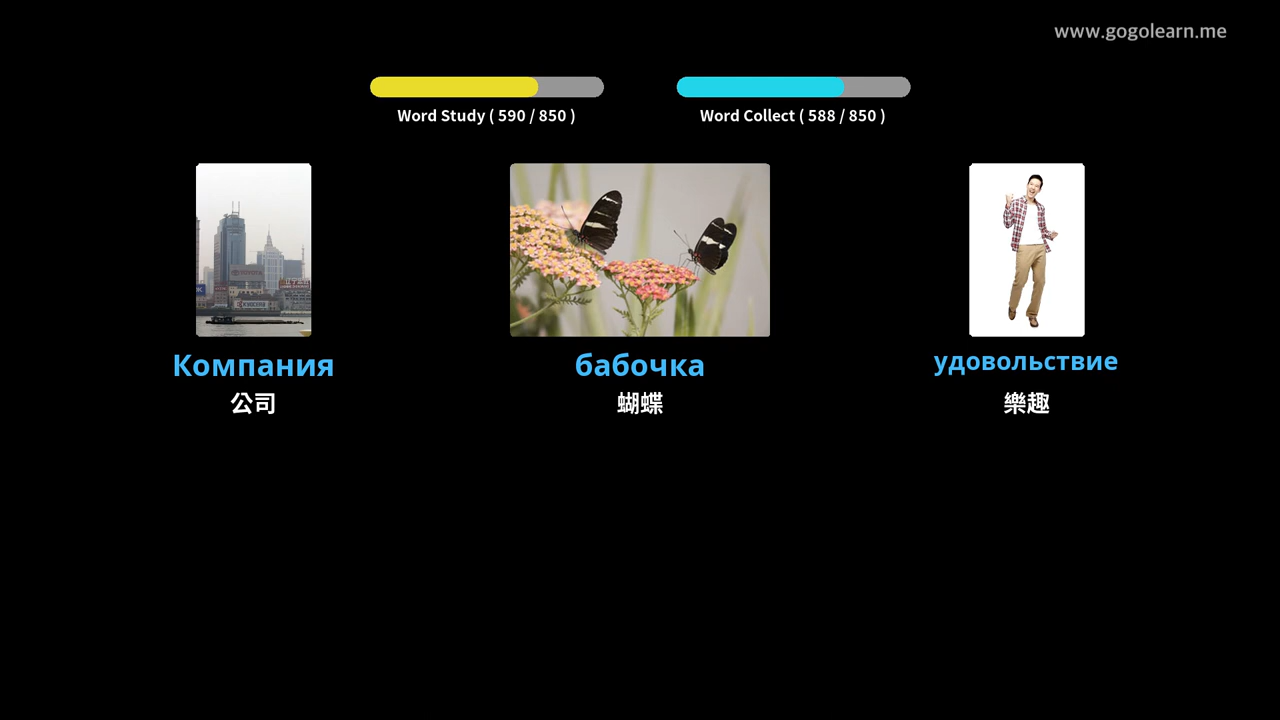 www.gogolearn.me
Word Study ( 590 / 850 )
Word Collect ( 588 / 850 )
TOYOTA
Компания
бабочка
удовольствие
公司
蝴蝶
樂趣